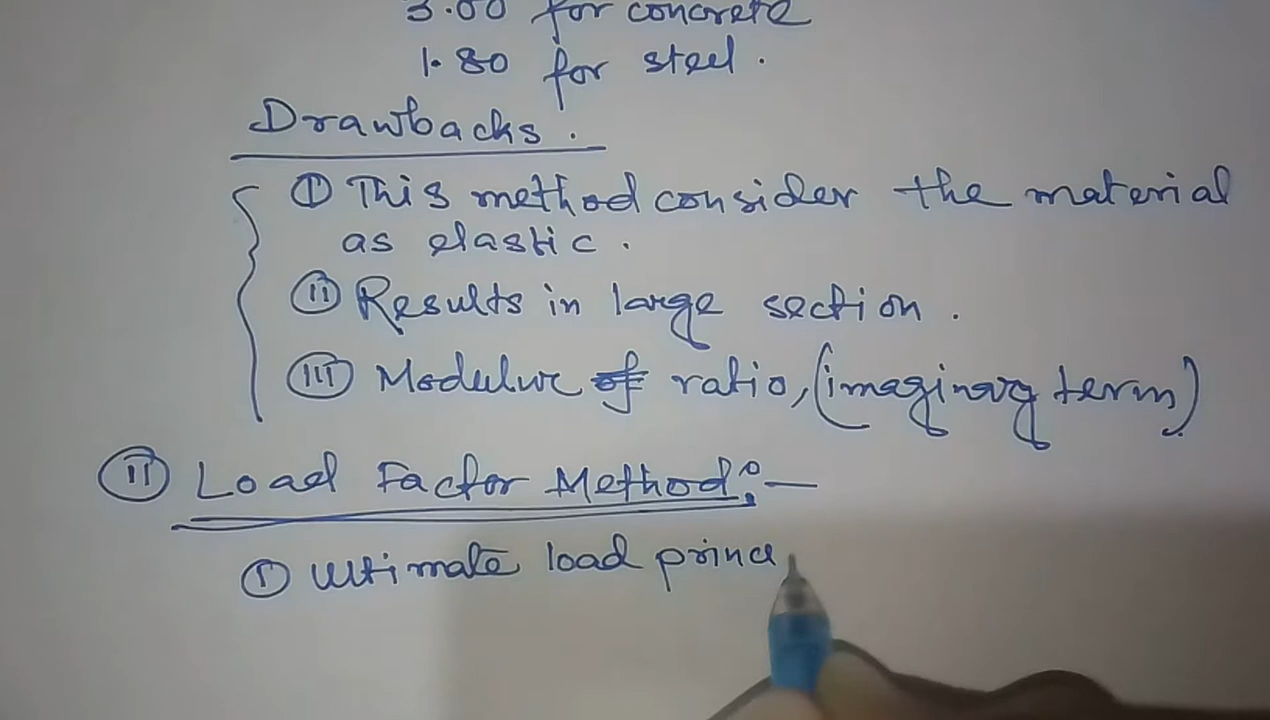 3.00 for concrete
1.80 for steel.
Drawbacks.
I This method consider the material
as elastic.
II Results in large section.
III Modulur of ratio, (imaginary term)
II Load Factor Method:—
I Ultimate load princ